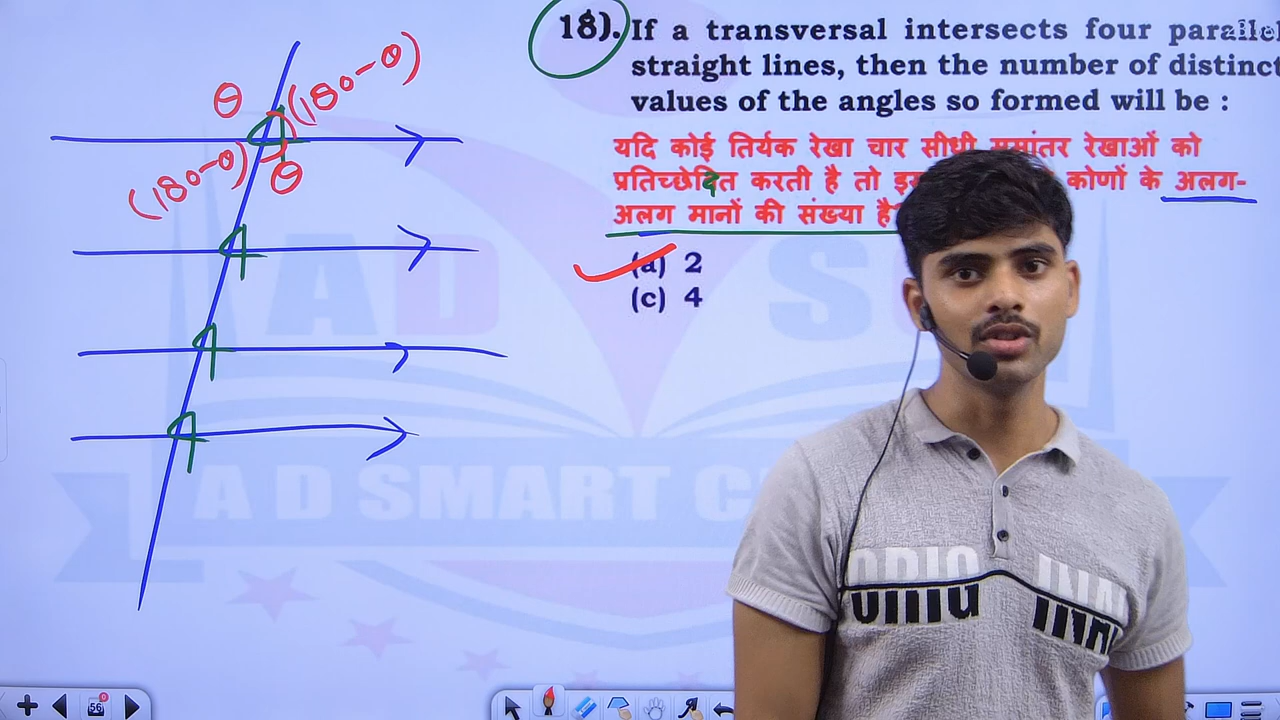 18). If a transversal intersects four parallel
straight lines, then the number of distinct
values of the angles so formed will be :
यदि कोई तिर्यक रेखा चार सीधी समांतर रेखाओं को
प्रतिच्छेदित करती है तो कोणों के अलग-
अलग मानों की संख्या है
(a) 2
(c) 4
θ
(180-θ)
(180-θ)
θ
A D S
A D SMART C
ORIGINAL
56